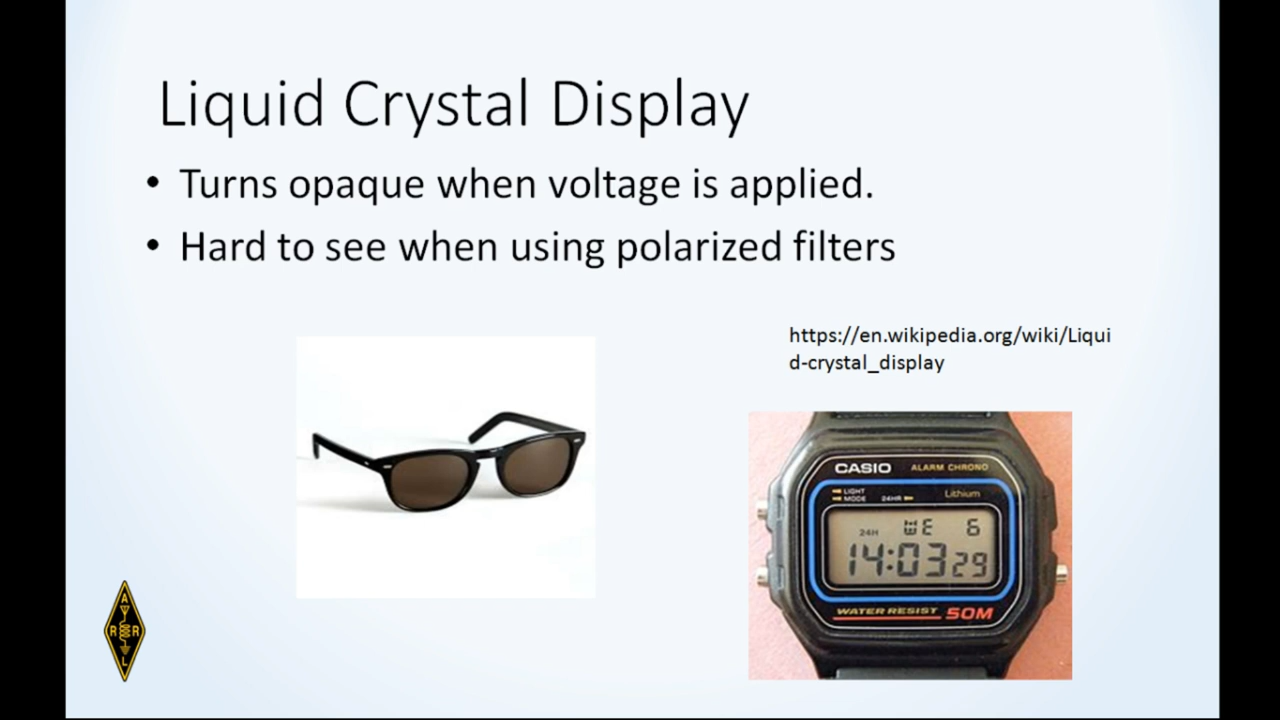 Liquid Crystal Display
• Turns opaque when voltage is applied.
• Hard to see when using polarized filters
https://en.wikipedia.org/wiki/Liqui
d-crystal_display
CASIO ALARM CHRONO
LIGHT
MODE 24HR Lithium
24H WE 6
14:03 29
WATER RESIST 50M
A
R R
L